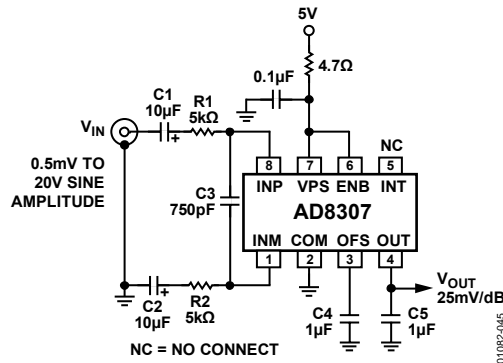 5V
4.7Ω
0.1µF
C1
10µF
R1
5kΩ
VIN
NC
8
7
6
5
0.5mV TO
20V SINE
AMPLITUDE
INP
VPS
ENB
INT
C3
750pF
AD8307
INM
COM
OFS
OUT
1
2
3
4
VOUT
25mV/dB
C2
10µF
R2
5kΩ
C4
1µF
C5
1µF
NC = NO CONNECT
01082-045